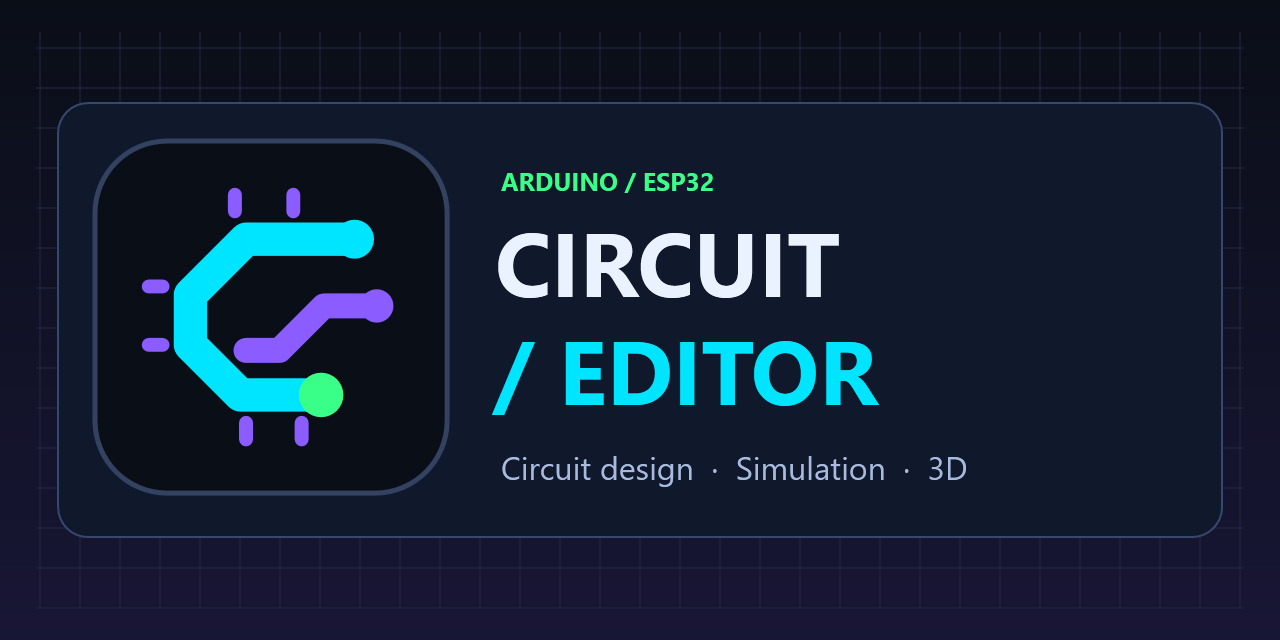 ARDUINO / ESP32
CIRCUIT
/ EDITOR
Circuit design · Simulation · 3D